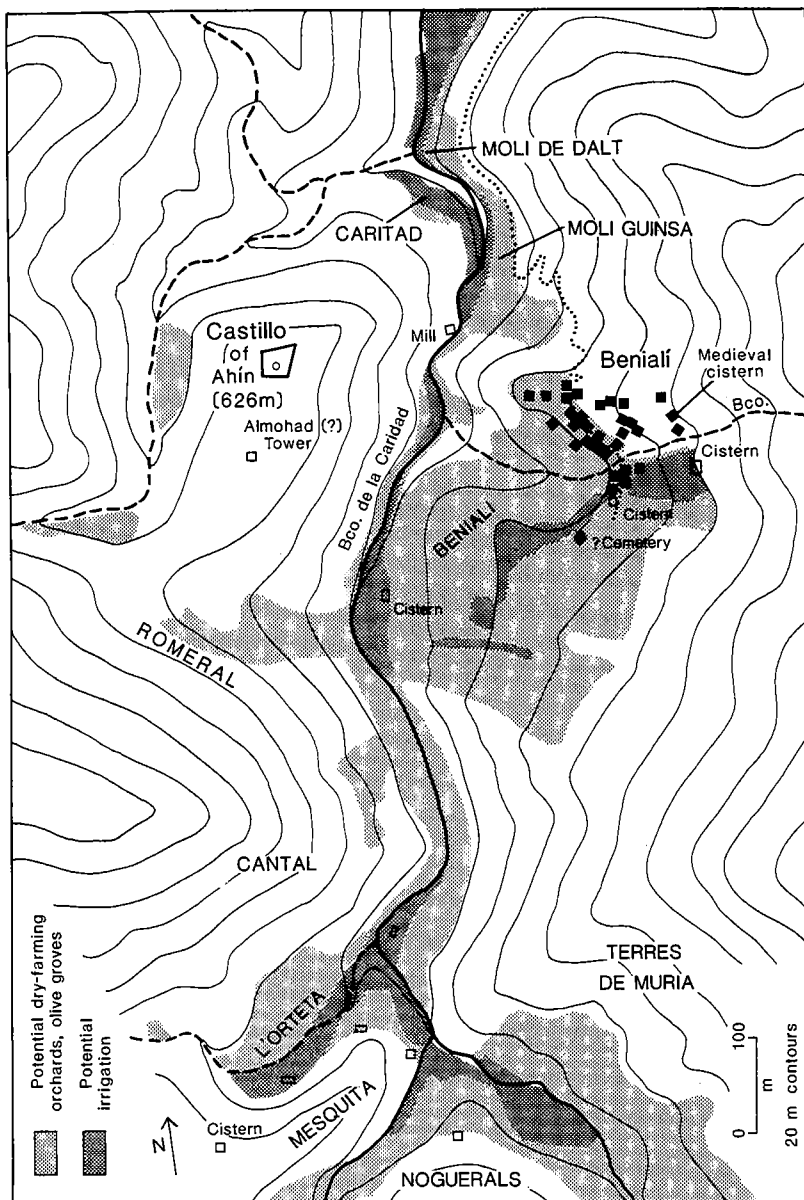 MOLI DE DALT
CARITAD
MOLI GUINSA
Castillo
(of
Ahín
(626m)
Mill
Benialí
Medieval
cistern
Bco.
Almohad (?)
Tower
Bco. de la Caridad
Cistern
BENIALÍ
Cistern
? Cemetery
Cistern
ROMERAL
CANTAL
TERRES
DE MURIA
L'ORTETA
MESQUITA
Cistern
NOGUERALS
Potential dry-farming
orchards, olive groves
Potential
irrigation
N
0 100
m
20 m contours